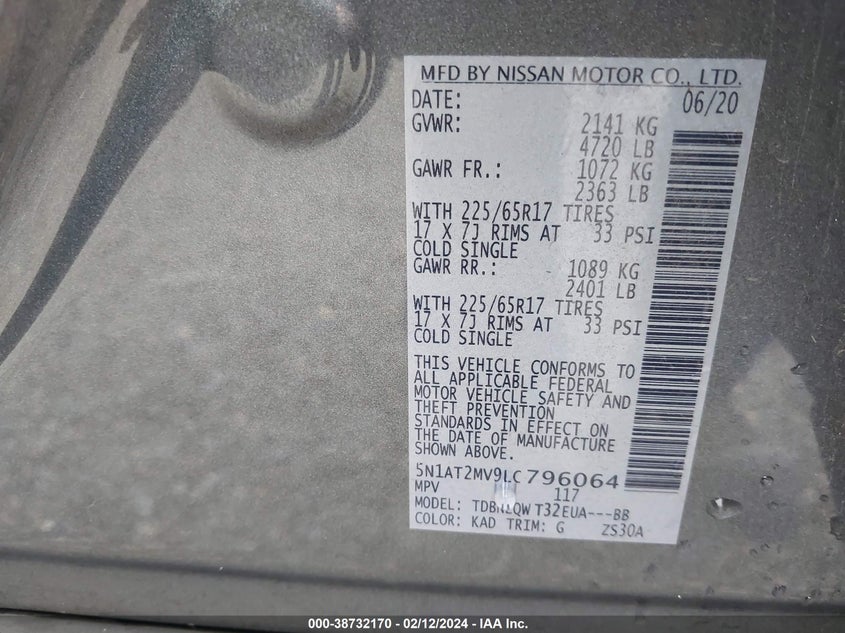 MFD BY NISSAN MOTOR CO., LTD.
DATE: 06/20
GVWR: 2141 KG
4720 LB
GAWR FR.: 1072 KG
2363 LB
WITH 225/65R17 TIRES
17 X 7J RIMS AT 33 PSI
COLD SINGLE
GAWR RR.: 1089 KG
2401 LB
WITH 225/65R17 TIRES
17 X 7J RIMS AT 33 PSI
COLD SINGLE
THIS VEHICLE CONFORMS TO
ALL APPLICABLE FEDERAL
MOTOR VEHICLE SAFETY AND
THEFT PREVENTION
STANDARDS IN EFFECT ON
THE DATE OF MANUFACTURE
SHOWN ABOVE.
5N1AT2MV9LC796064
MPV 117
MODEL: T32EUA---BB
COLOR: KAD TRIM: G ZS30A
000-38732170 - 02/12/2024 - IAA Inc.